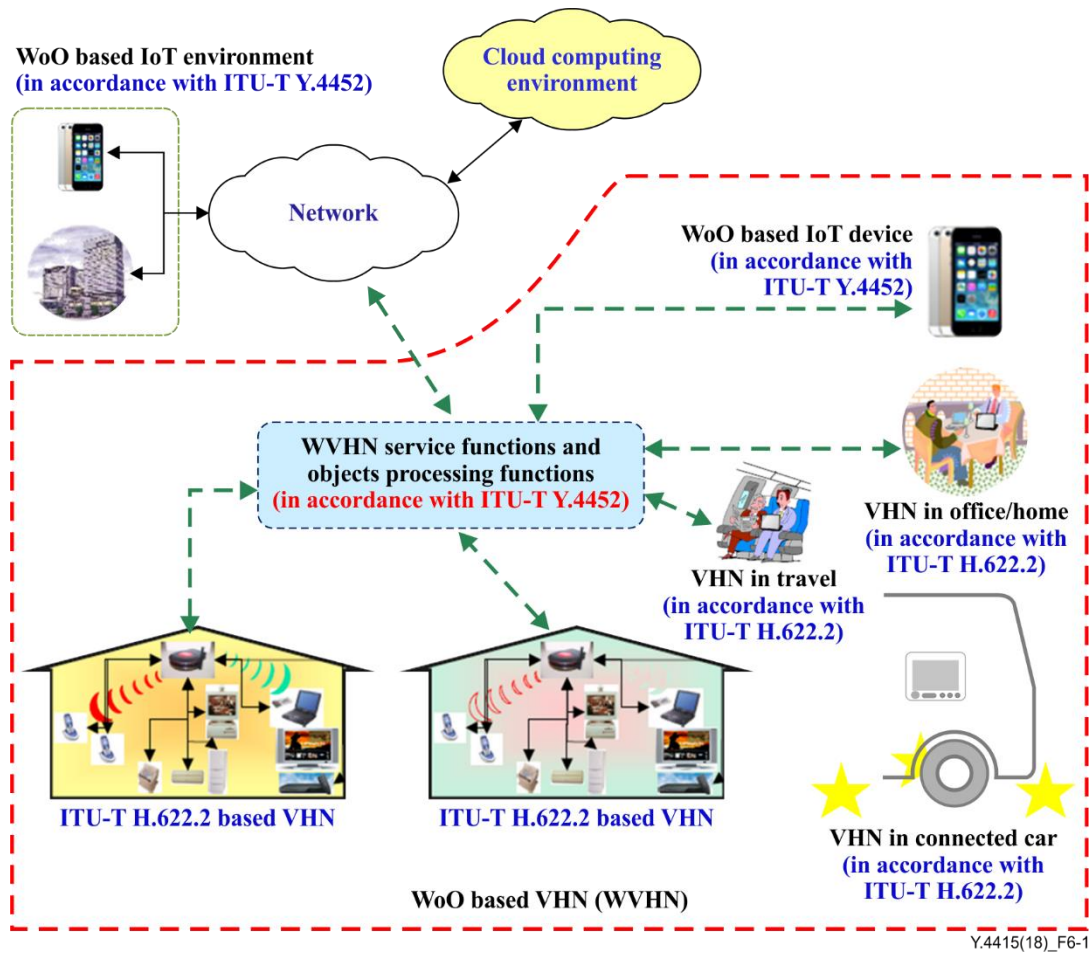 WoO based IoT environment
(in accordance with ITU-T Y.4452)
Cloud computing
environment
Network
WoO based IoT device
(in accordance with
ITU-T Y.4452)
WVHN service functions and
objects processing functions
(in accordance with ITU-T Y.4452)
VHN in office/home
(in accordance with
ITU-T H.622.2)
VHN in travel
(in accordance with
ITU-T H.622.2)
ITU-T H.622.2 based VHN
ITU-T H.622.2 based VHN
VHN in connected car
(in accordance with
ITU-T H.622.2)
WoO based VHN (WVHN)
Y.4415(18)_F6-1